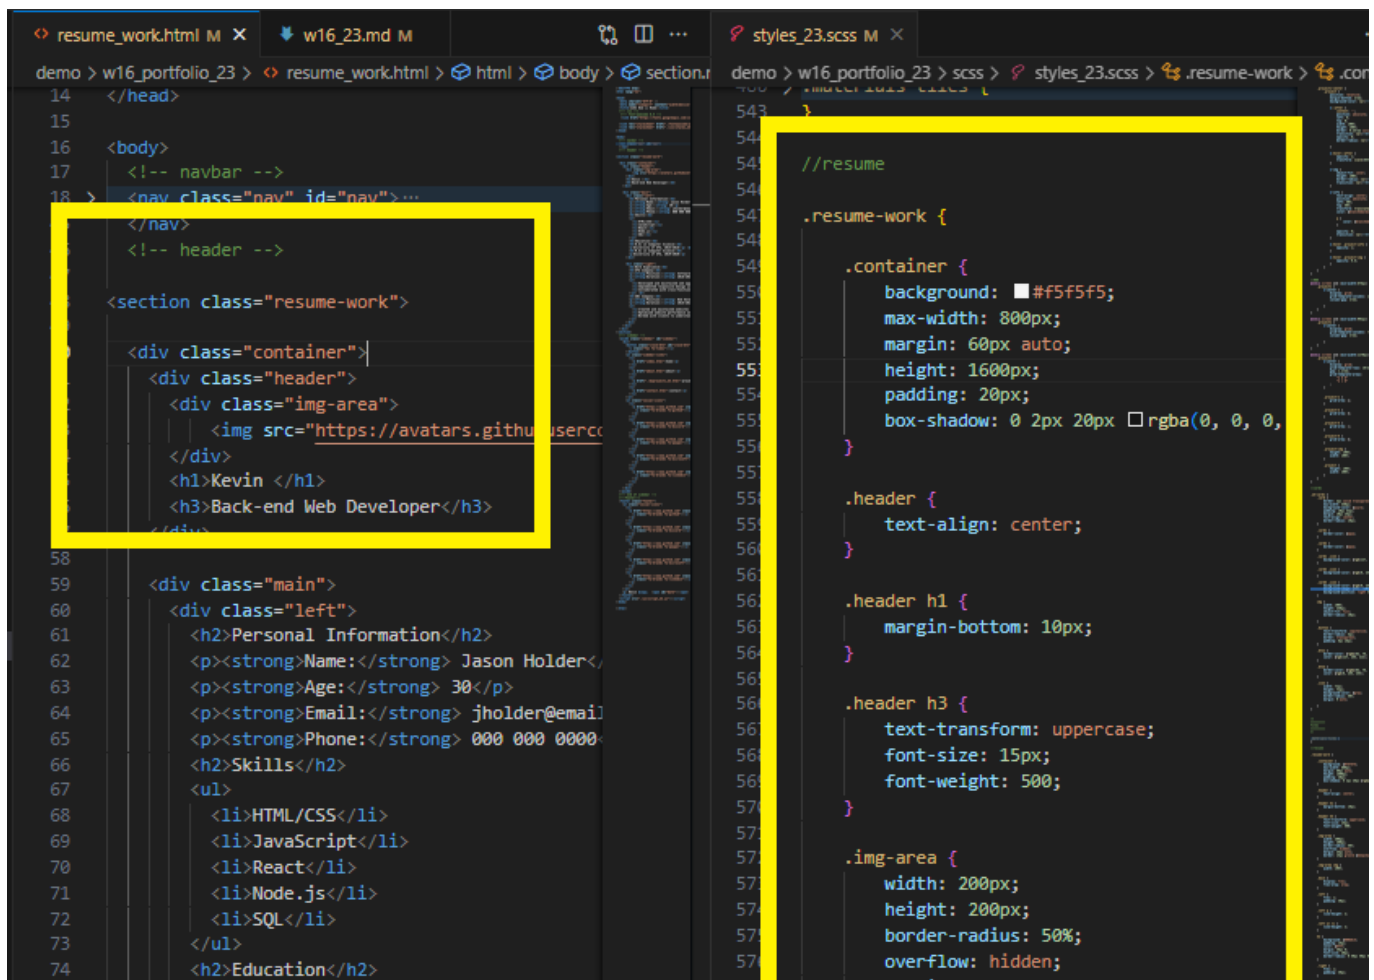 resume_work.html M
w16_23.md M
demo > w16_portfolio_23 > resume_work.html > html > body > section.r
14 </head>
15
16 <body>
17 <!-- navbar -->
18 <nav class="nav" id="nav">…
</nav>
<!-- header -->
<section class="resume-work">
<div class="container">
<div class="header">
<div class="img-area">
<img src="https://avatars.githubuserco
</div>
<h1>Kevin </h1>
<h3>Back-end Web Developer</h3>
</div>
58
59 <div class="main">
60 <div class="left">
61 <h2>Personal Information</h2>
62 <p><strong>Name:</strong> Jason Holder</
63 <p><strong>Age:</strong> 30</p>
64 <p><strong>Email:</strong> jholder@email
65 <p><strong>Phone:</strong> 000 000 0000<
66 <h2>Skills</h2>
67 <ul>
68 <li>HTML/CSS</li>
69 <li>JavaScript</li>
70 <li>React</li>
71 <li>Node.js</li>
72 <li>SQL</li>
73 </ul>
74 <h2>Education</h2>
styles_23.scss M
demo > w16_portfolio_23 > scss > styles_23.scss > .resume-work > .con
543 }
//resume
.resume-work {
.container {
background: #f5f5f5;
max-width: 800px;
margin: 60px auto;
height: 1600px;
padding: 20px;
box-shadow: 0 2px 20px rgba(0, 0, 0,
}
.header {
text-align: center;
}
.header h1 {
margin-bottom: 10px;
}
.header h3 {
text-transform: uppercase;
font-size: 15px;
font-weight: 500;
}
.img-area {
width: 200px;
height: 200px;
border-radius: 50%;
overflow: hidden;